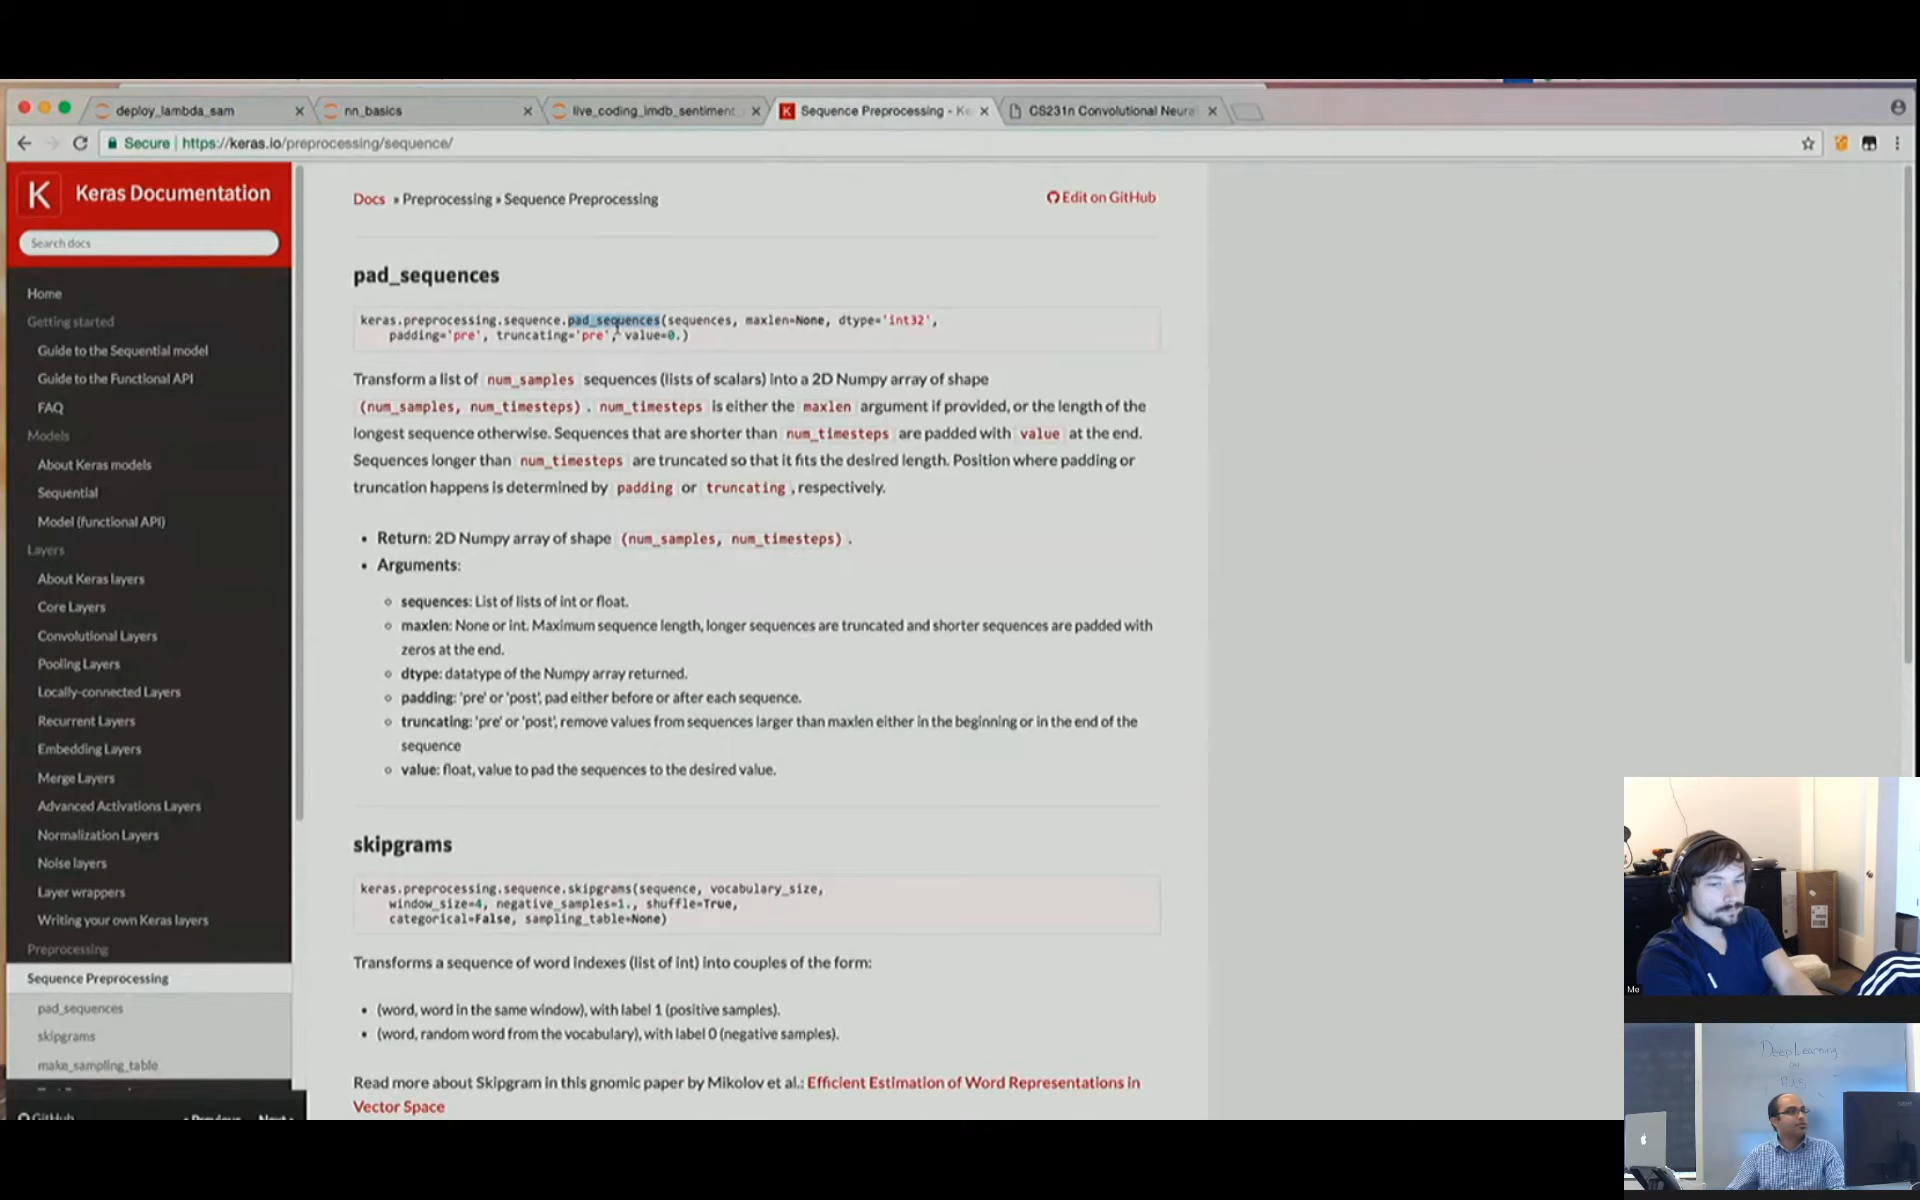 deploy_lambda_sam
nn_basics
live_coding_imdb_sentiment
Sequence Preprocessing - Ke
CS231n Convolutional Neura
Secure | https://keras.io/preprocessing/sequence/
K Keras Documentation
Search docs
Home
Getting started
Guide to the Sequential model
Guide to the Functional API
FAQ
Models
About Keras models
Sequential
Model (functional API)
Layers
About Keras layers
Core Layers
Convolutional Layers
Pooling Layers
Locally-connected Layers
Recurrent Layers
Embedding Layers
Merge Layers
Advanced Activations Layers
Normalization Layers
Noise layers
Layer wrappers
Writing your own Keras layers
Preprocessing
Sequence Preprocessing
pad_sequences
skipgrams
make_sampling_table
GitHub
Docs » Preprocessing » Sequence Preprocessing
Edit on GitHub
pad_sequences
keras.preprocessing.sequence.pad_sequences(sequences, maxlen=None, dtype='int32',
padding='pre', truncating='pre', value=0.)
Transform a list of num_samples sequences (lists of scalars) into a 2D Numpy array of shape
(num_samples, num_timesteps) . num_timesteps is either the maxlen argument if provided, or the length of the
longest sequence otherwise. Sequences that are shorter than num_timesteps are padded with value at the end.
Sequences longer than num_timesteps are truncated so that it fits the desired length. Position where padding or
truncation happens is determined by padding or truncating , respectively.
• Return: 2D Numpy array of shape (num_samples, num_timesteps) .
• Arguments:
sequences: List of lists of int or float.
maxlen: None or int. Maximum sequence length, longer sequences are truncated and shorter sequences are padded with
zeros at the end.
dtype: datatype of the Numpy array returned.
padding: 'pre' or 'post', pad either before or after each sequence.
truncating: 'pre' or 'post', remove values from sequences larger than maxlen either in the beginning or in the end of the
sequence
value: float, value to pad the sequences to the desired value.
skipgrams
keras.preprocessing.sequence.skipgrams(sequence, vocabulary_size,
window_size=4, negative_samples=1., shuffle=True,
categorical=False, sampling_table=None)
Transforms a sequence of word indexes (list of int) into couples of the form:
• (word, word in the same window), with label 1 (positive samples).
• (word, random word from the vocabulary), with label 0 (negative samples).
Read more about Skipgram in this gnomic paper by Mikolov et al.: Efficient Estimation of Word Representations in
Vector Space
Me
Deep Learning
on